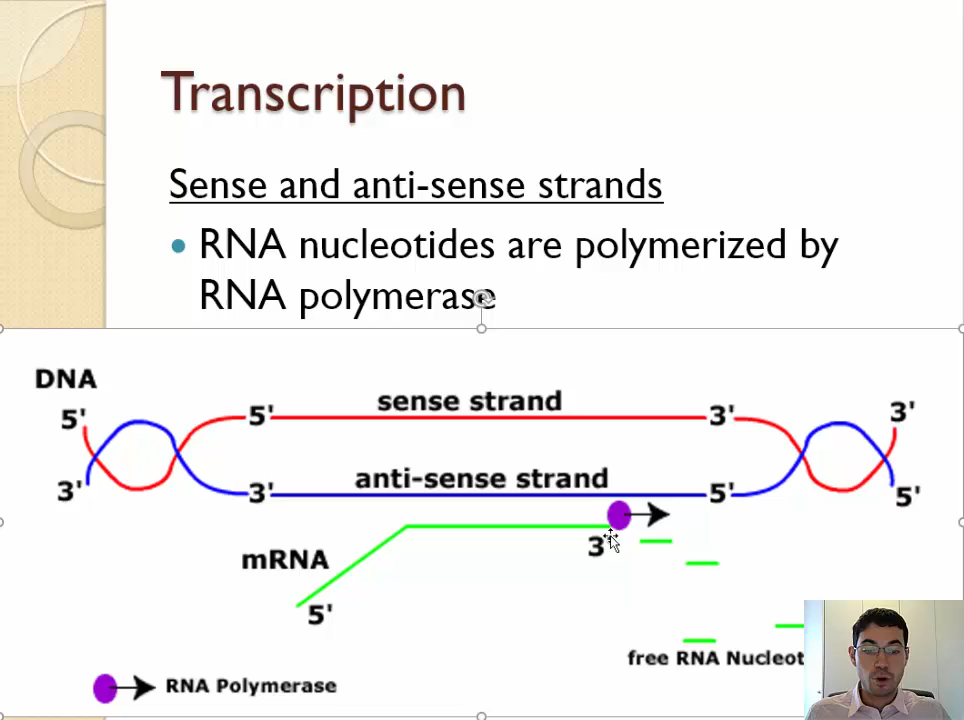 Transcription
Sense and anti-sense strands
RNA nucleotides are polymerized by
RNA polymerase
DNA
5'
5'
sense strand
3'
3'
3'
3'
anti-sense strand
5'
5'
mRNA
3'
5'
free RNA Nucleot
RNA Polymerase